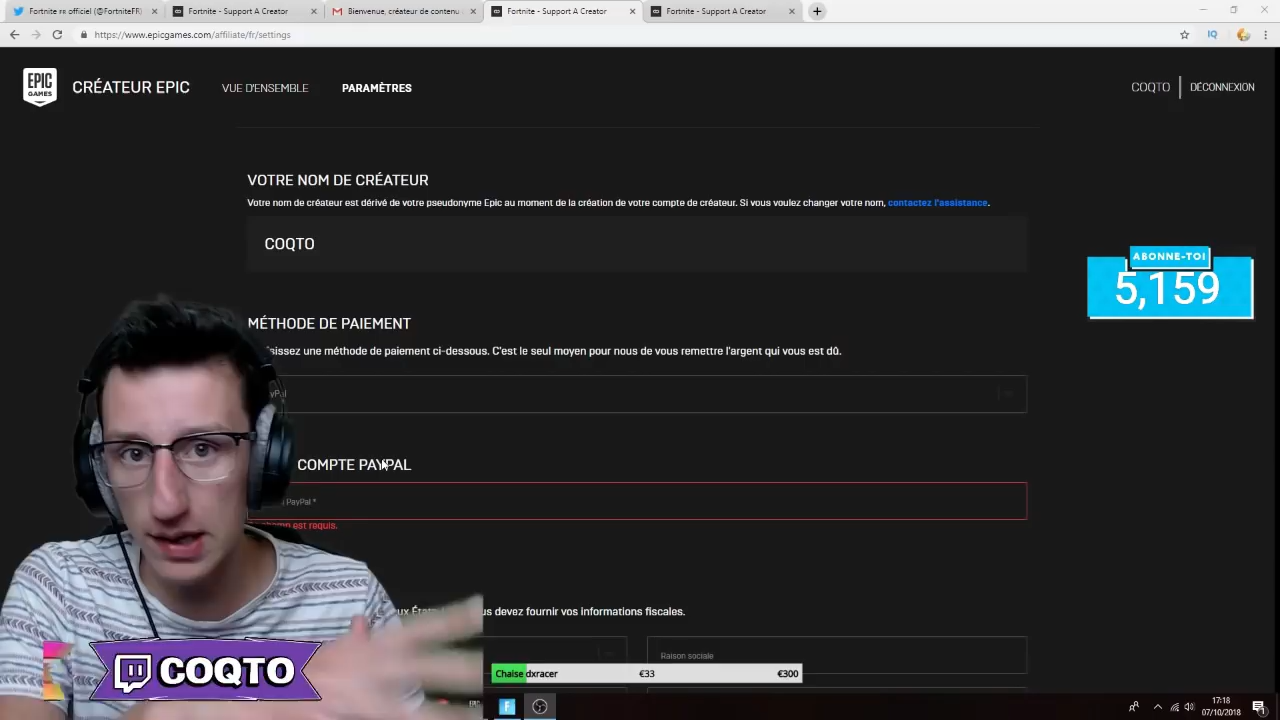 Fortnite FR officiel (@FortniteFR)
Fortnite - Support A Creator
Bienvenue, créateur de contenu
Fortnite - Support A Creator
Fortnite - Support A Creator
https://www.epicgames.com/affiliate/fr/settings
EPIC GAMES
CRÉATEUR EPIC
VUE D'ENSEMBLE
PARAMÈTRES
COQTO
DÉCONNEXION
VOTRE NOM DE CRÉATEUR
Votre nom de créateur est dérivé de votre pseudonyme Epic au moment de la création de votre compte de créateur. Si vous voulez changer votre nom, contactez l'assistance.
COQTO
ABONNE-TOI
5,159
MÉTHODE DE PAIEMENT
sissez une méthode de paiement ci-dessous. C'est le seul moyen pour nous de vous remettre l'argent qui vous est dû.
yPal
COMPTE PAYPAL
PayPal *
est requis.
devez fournir vos informations fiscales.
Raison sociale
COQTO
Chaise dxracer €33 €300
EPIC
17:18
07/10/2018